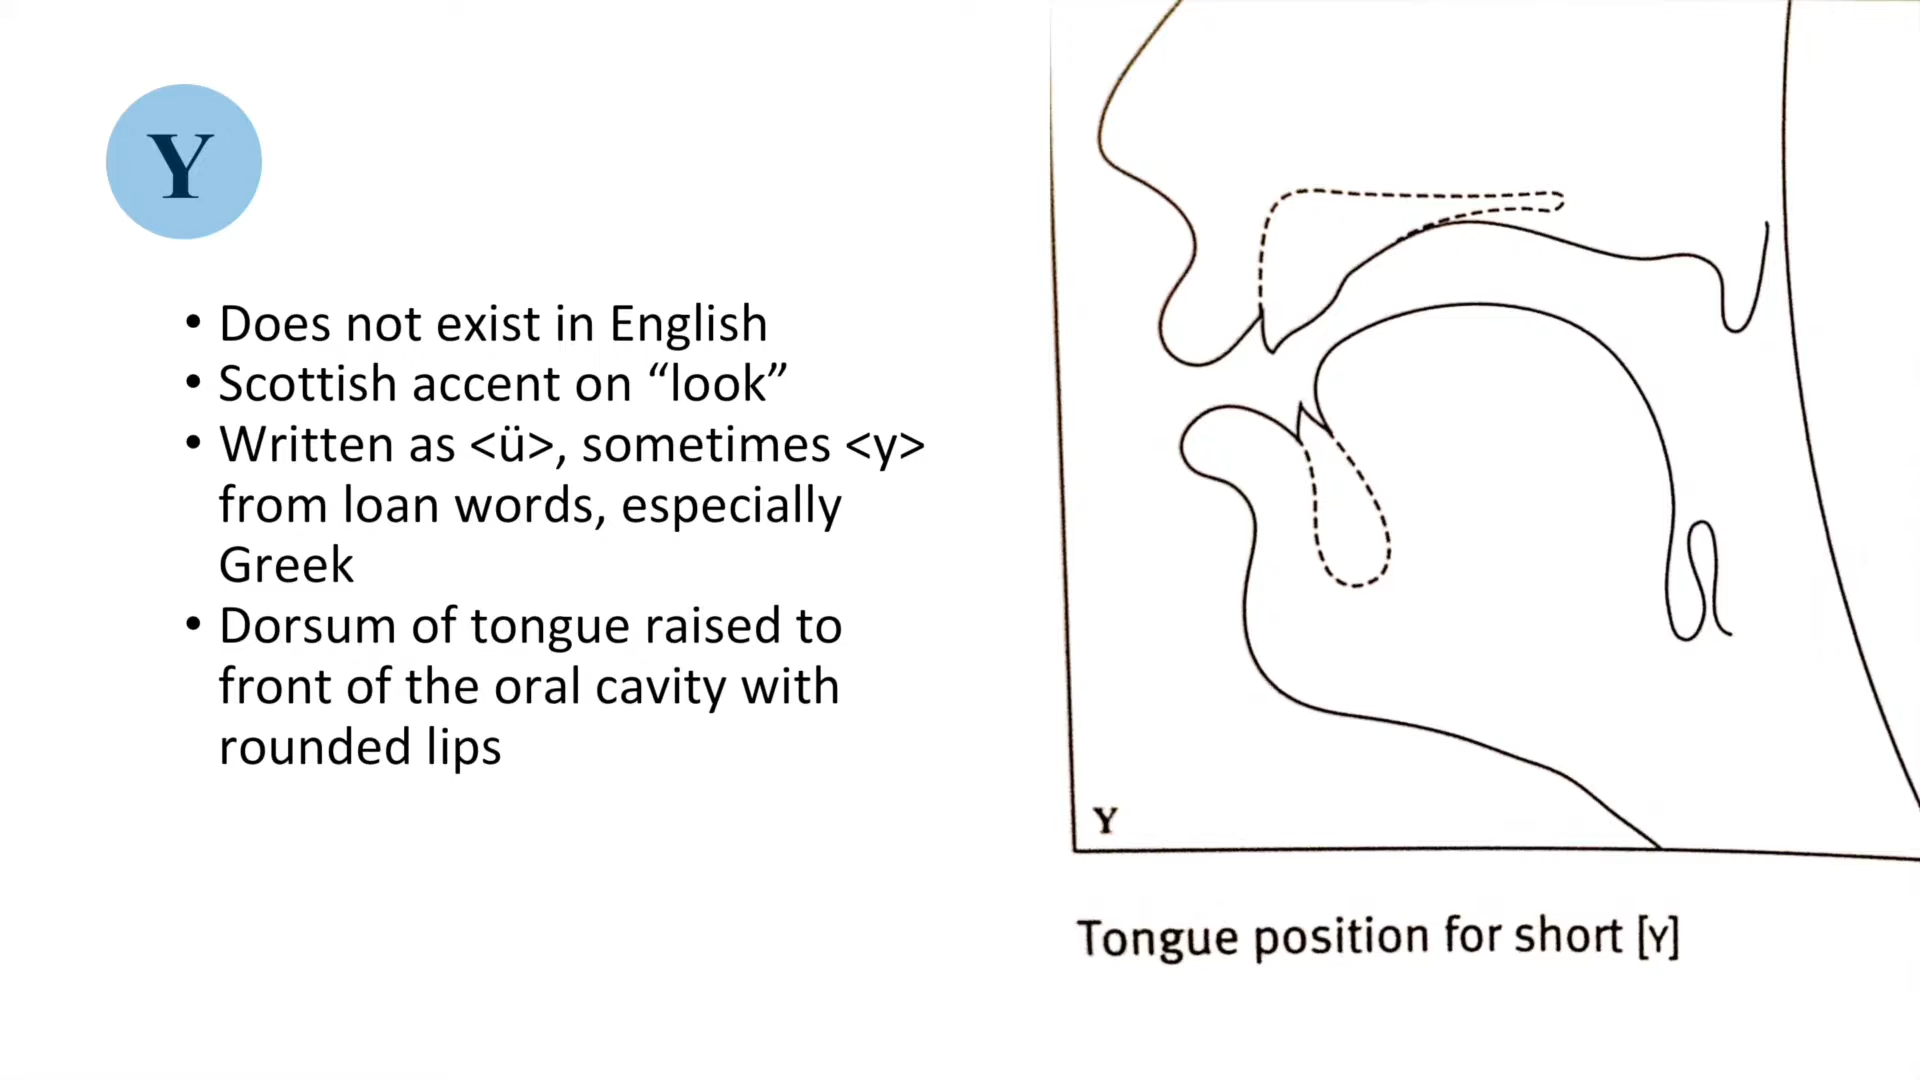 Y
• Does not exist in English
• Scottish accent on “look”
• Written as <ü>, sometimes <y>
from loan words, especially
Greek
• Dorsum of tongue raised to
front of the oral cavity with
rounded lips
Y
Tongue position for short [ʏ]